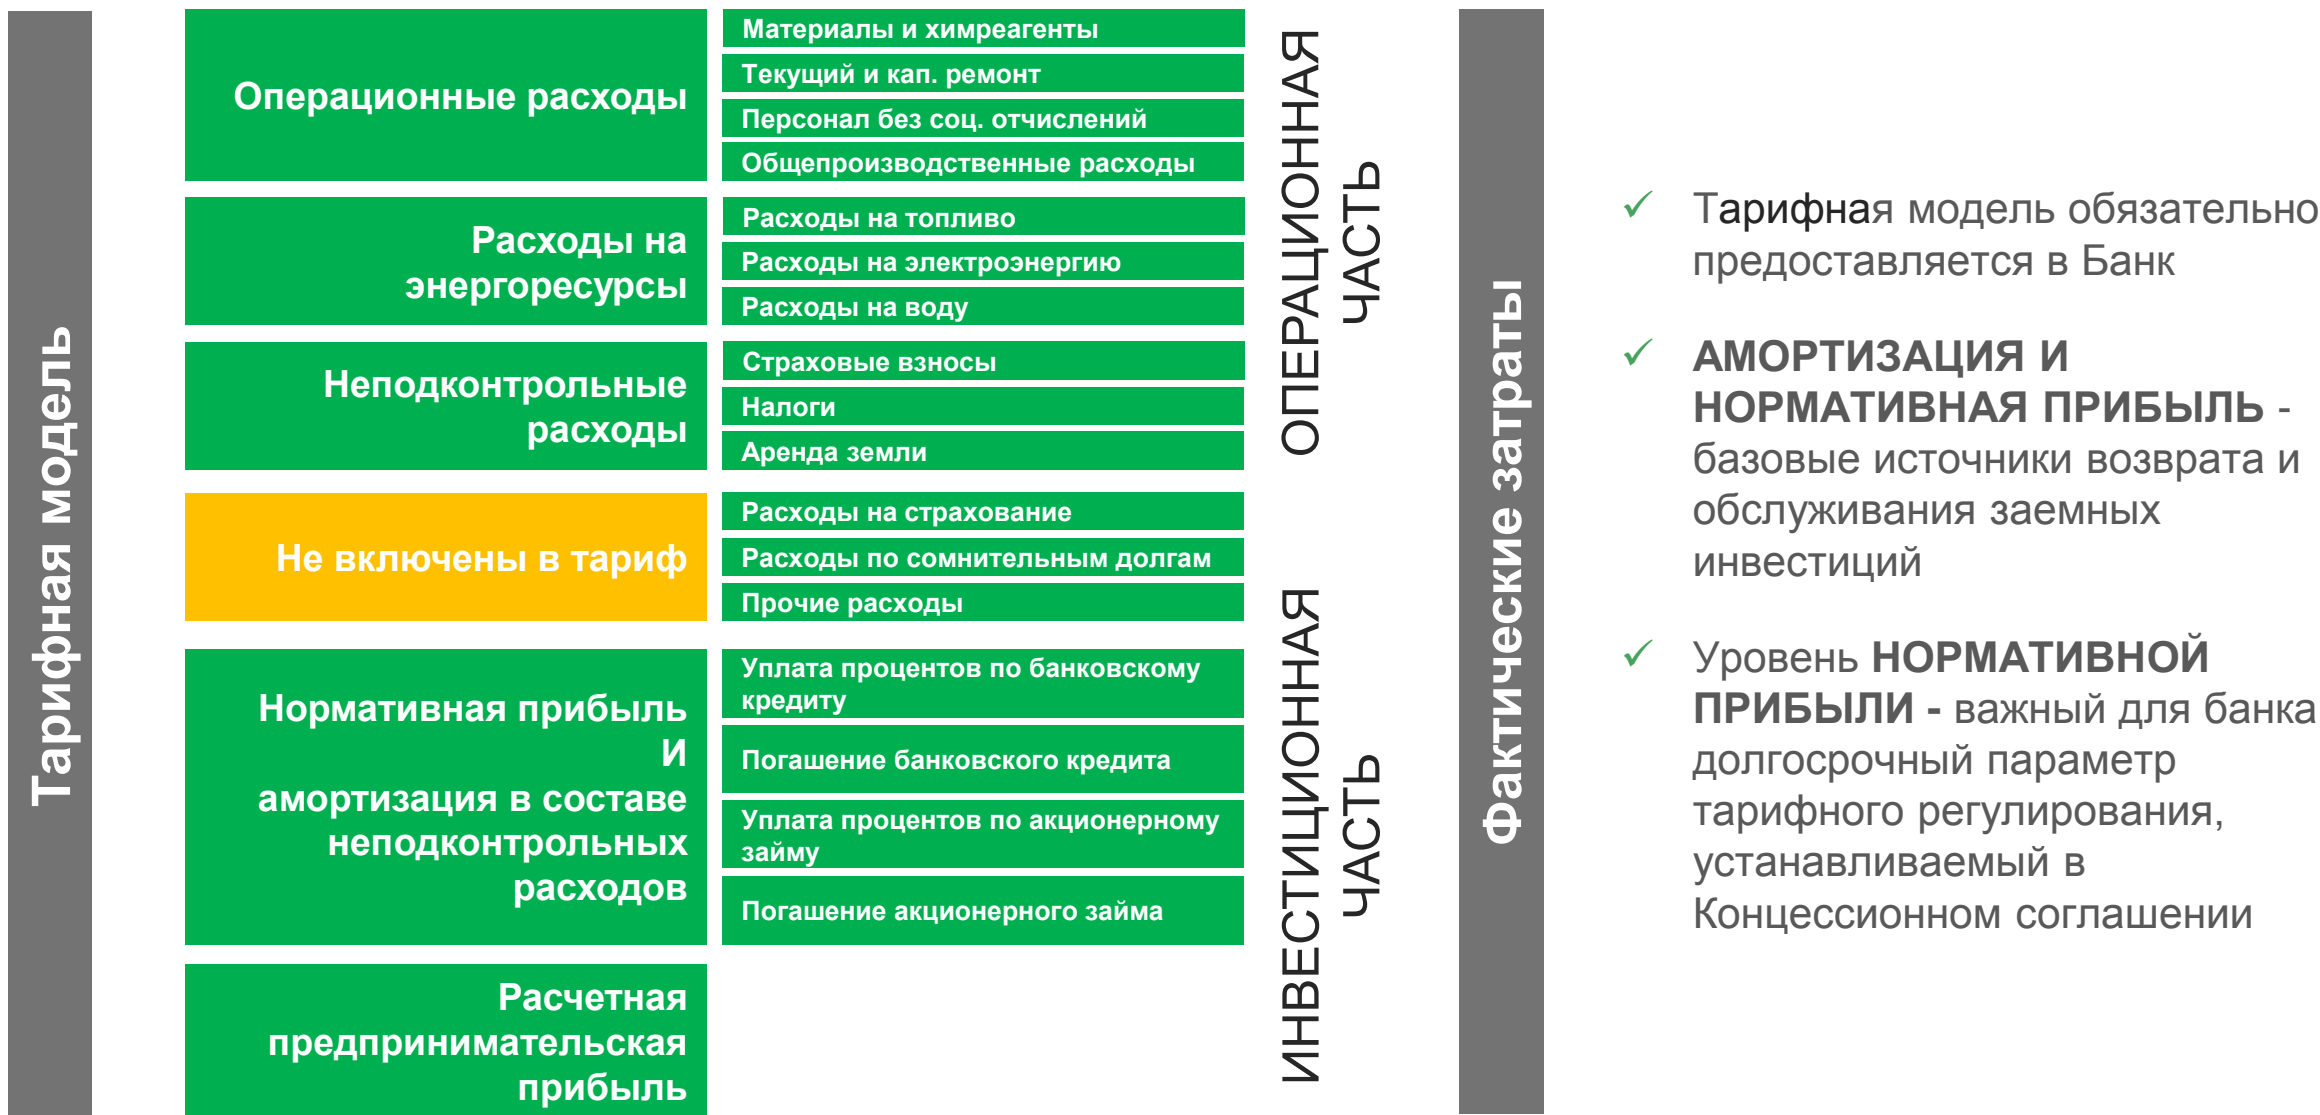 Тарифная модель
Операционные расходы
Материалы и химреагенты
Текущий и кап. ремонт
Персонал без соц. отчислений
Общепроизводственные расходы
Расходы на
энергоресурсы
Расходы на топливо
Расходы на электроэнергию
Расходы на воду
Неподконтрольные
расходы
Страховые взносы
Налоги
Аренда земли
Не включены в тариф
Расходы на страхование
Расходы по сомнительным долгам
Прочие расходы
Нормативная прибыль
И
амортизация в составе
неподконтрольных
расходов
Уплата процентов по банковскому
кредиту
Погашение банковского кредита
Уплата процентов по акционерному
займу
Погашение акционерного займа
Расчетная
предпринимательская
прибыль
ОПЕРАЦИОННАЯ
ЧАСТЬ
ИНВЕСТИЦИОННАЯ
ЧАСТЬ
Фактические затраты
✓ Тарифная модель обязательно
предоставляется в Банк
✓ АМОРТИЗАЦИЯ И
НОРМАТИВНАЯ ПРИБЫЛЬ -
базовые источники возврата и
обслуживания заемных
инвестиций
✓ Уровень НОРМАТИВНОЙ
ПРИБЫЛИ - важный для банка
долгосрочный параметр
тарифного регулирования,
устанавливаемый в
Концессионном соглашении